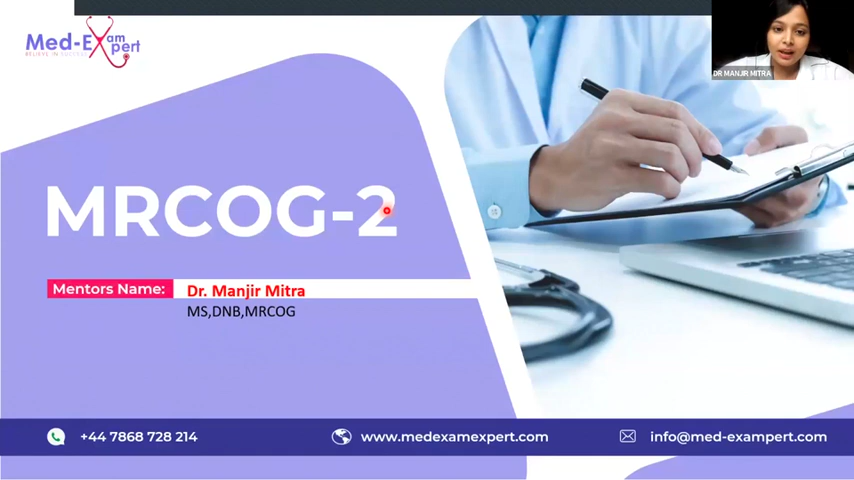 Med-Exam Expert
BELIEVE IN SUCCESS
DR MANJIR MITRA
MRCOG-2
Mentors Name:
Dr. Manjir Mitra
MS,DNB,MRCOG
+44 7868 728 214
www.medexamexpert.com
info@med-exampert.com